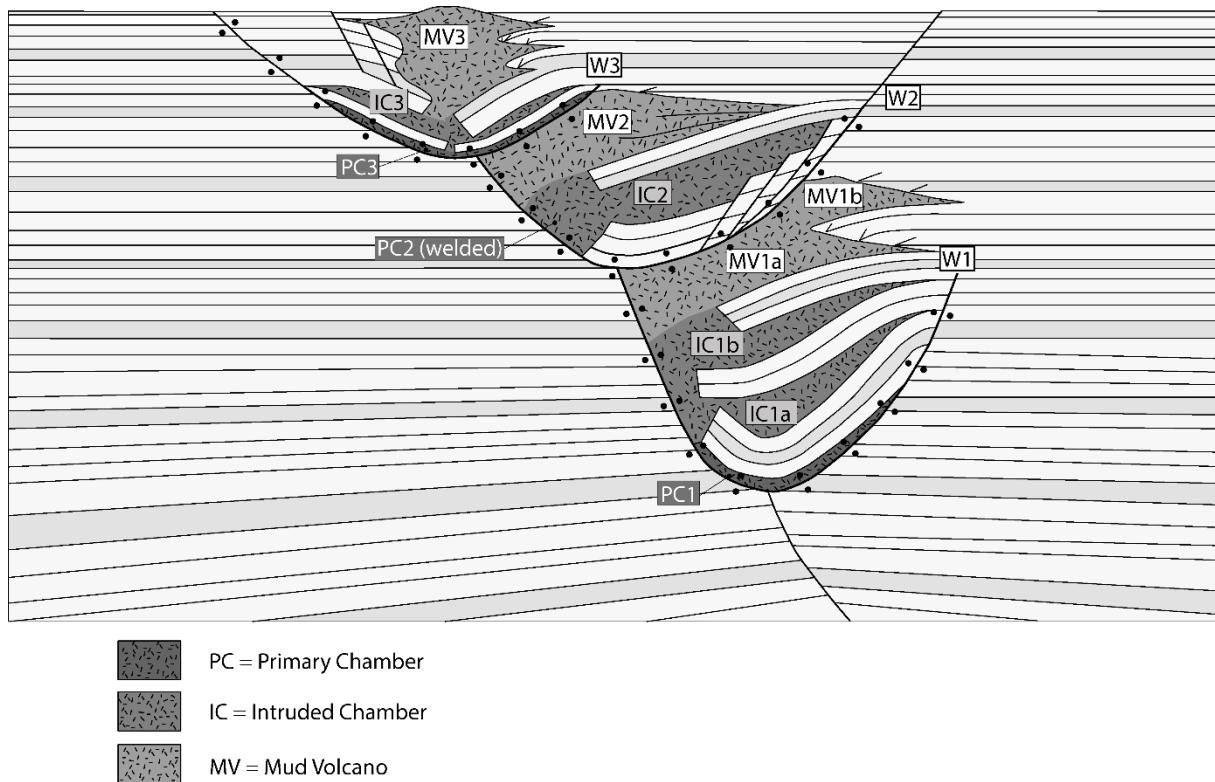 MV3
W3
IC3
W2
MV2
PC3
IC2
MV1b
PC2 (welded)
MV1a
W1
IC1b
IC1a
PC1
PC = Primary Chamber
IC = Intruded Chamber
MV = Mud Volcano